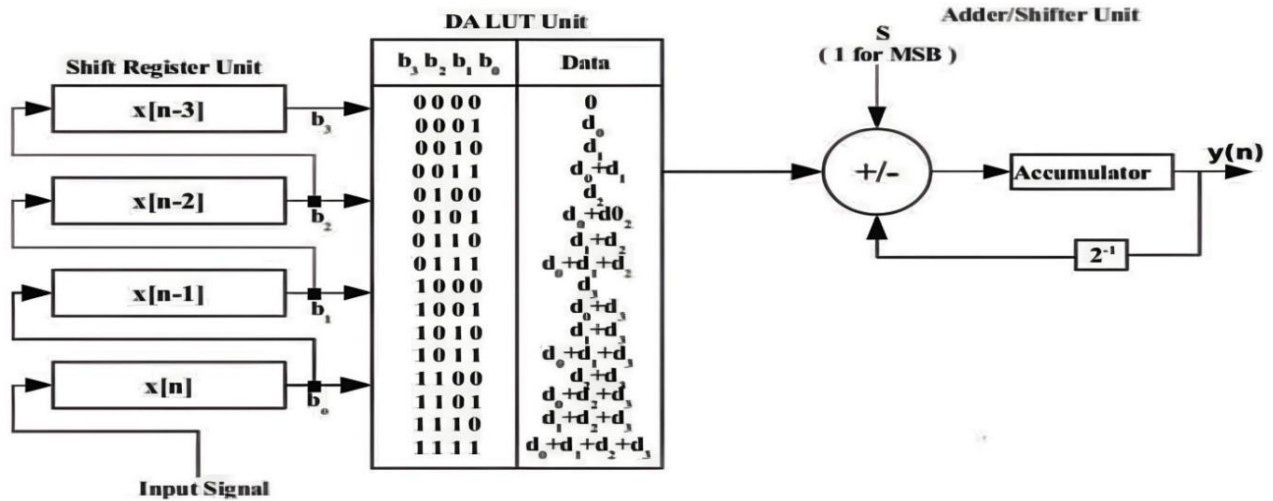 DA LUT Unit
Adder/Shifter Unit
Shift Register Unit
x[n-3]
b₃
x[n-2]
b₂
x[n-1]
b₁
x[n]
b₀
Input Signal
b₃ b₂ b₁ b₀ Data
0 0 0 0 0
0 0 0 1 d₀
0 0 1 0 d₁
0 0 1 1 d₀+d₁
0 1 0 0 d₂
0 1 0 1 d₀+d0₂
0 1 1 0 d₁+d₂
0 1 1 1 d₀+d₁+d₂
1 0 0 0 d₃
1 0 0 1 d₀+d₃
1 0 1 0 d₁+d₃
1 0 1 1 d₀+d₁+d₃
1 1 0 0 d₂+d₃
1 1 0 1 d₀+d₂+d₃
1 1 1 0 d₁+d₂+d₃
1 1 1 1 d₀+d₁+d₂+d₃
S
( 1 for MSB )
+/-
Accumulator
y(n)
2⁻¹